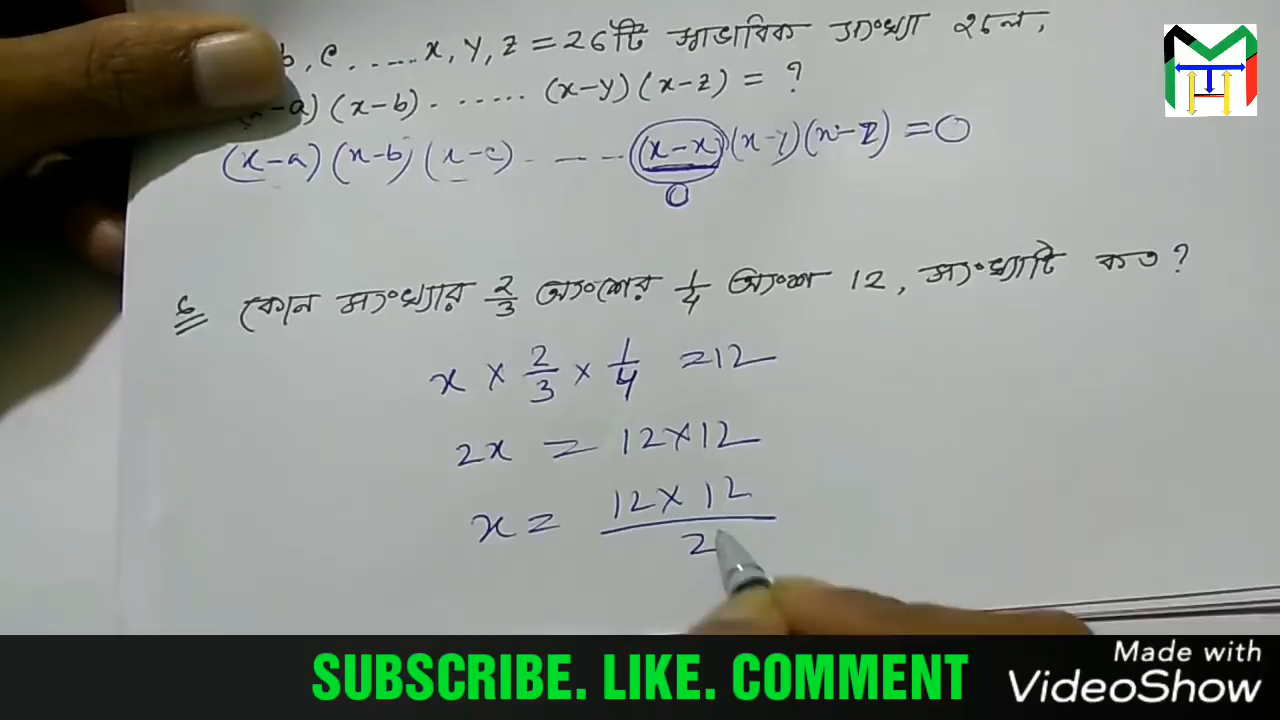 b, c ..... x, y, z = 26টি স্বাভাবিক সংখ্যা হলে,
-a) (x-b) ...... (x-y) (x-z) = ?
(x-a) (x-b) (x-c) --- (x-x) (x-y) (x-z) = 0
0
৬ কোন সংখ্যার 2/3 অংশের 1/4 অংশ 12, সংখ্যাটি কত?
x × 2/3 × 1/4 = 12
2x = 12×12
x = 12×12/2
SUBSCRIBE. LIKE. COMMENT
Made with
VideoShow